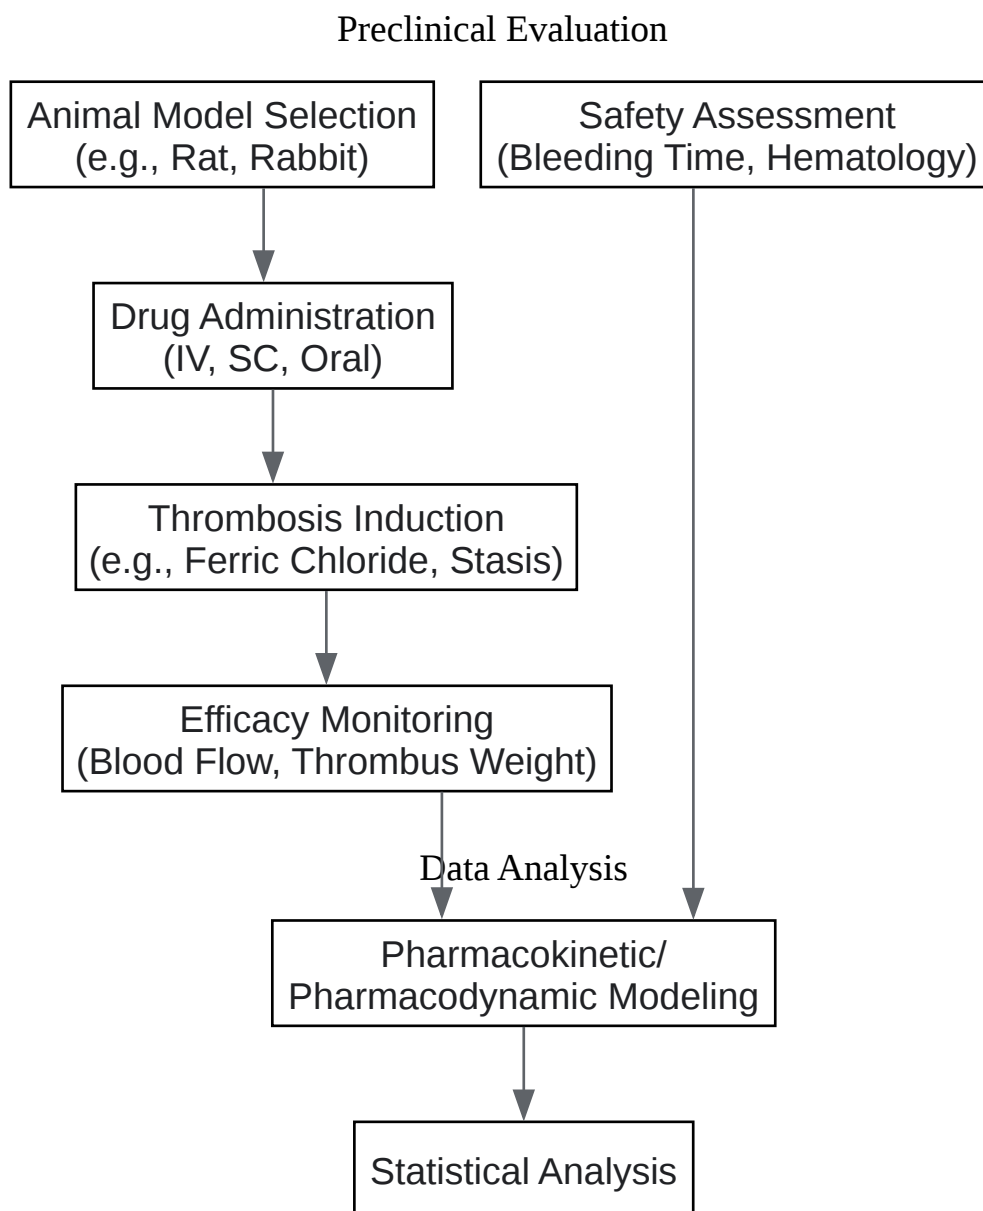 Preclinical Evaluation
Animal Model Selection
(e.g., Rat, Rabbit)
Safety Assessment
(Bleeding Time, Hematology)
Drug Administration
(IV, SC, Oral)
Thrombosis Induction
(e.g., Ferric Chloride, Stasis)
Efficacy Monitoring
(Blood Flow, Thrombus Weight)
Data Analysis
Pharmacokinetic/
Pharmacodynamic Modeling
Statistical Analysis